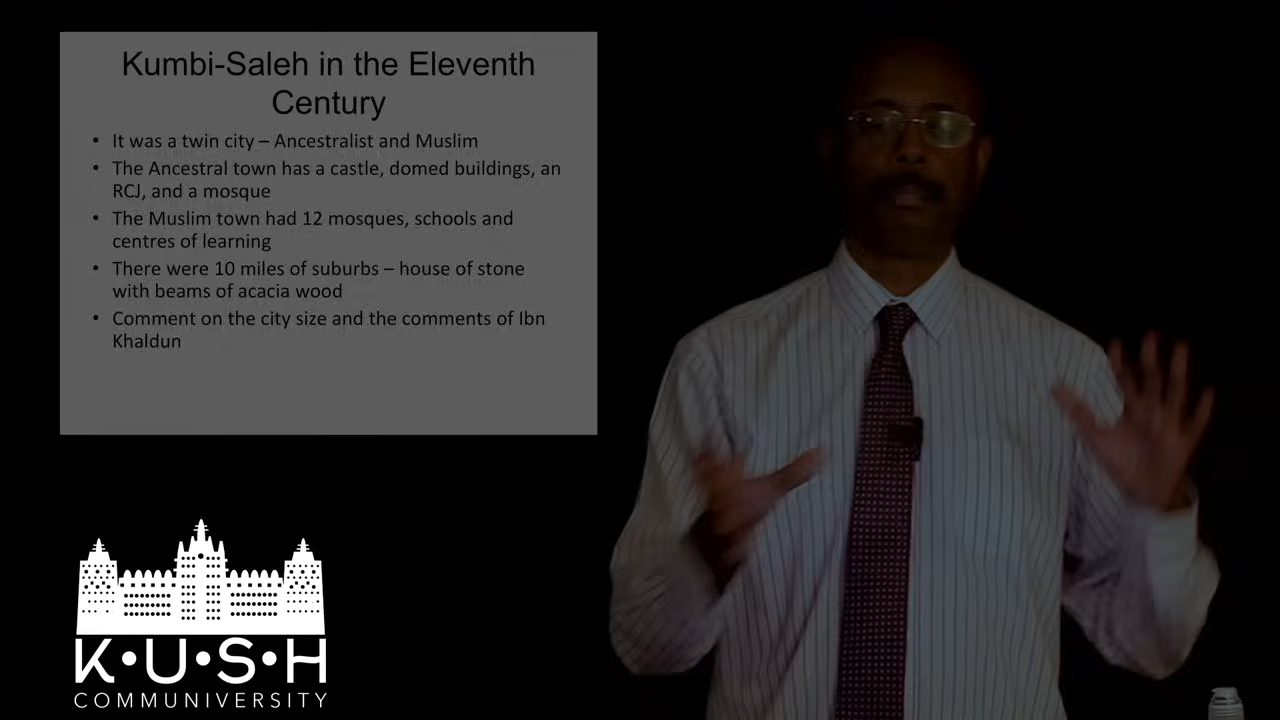 Kumbi-Saleh in the Eleventh
Century
• It was a twin city – Ancestralist and Muslim
• The Ancestral town has a castle, domed buildings, an
RCJ, and a mosque
• The Muslim town had 12 mosques, schools and
centres of learning
• There were 10 miles of suburbs – house of stone
with beams of acacia wood
• Comment on the city size and the comments of Ibn
Khaldun
K•U•S•H
COMMUNIVERSITY